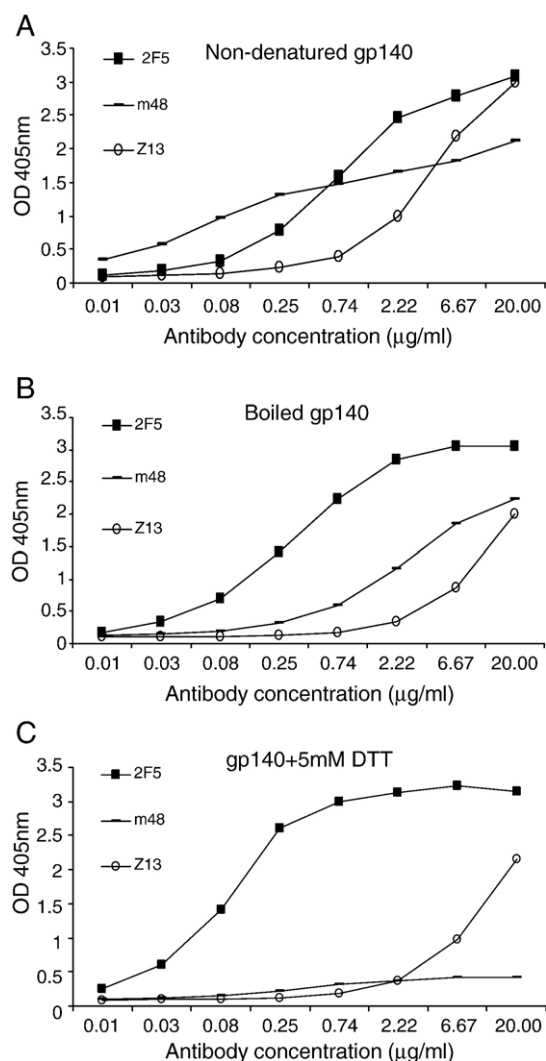 A
Non-denatured gp140
2F5
m48
Z13
3.5
3
2.5
2
1.5
1
0.5
0
OD 405nm
0.01 0.03 0.08 0.25 0.74 2.22 6.67 20.00
Antibody concentration (μg/ml)
B
Boiled gp140
2F5
m48
Z13
3.5
3
2.5
2
1.5
1
0.5
0
OD 405nm
0.01 0.03 0.08 0.25 0.74 2.22 6.67 20.00
Antibody concentration (μg/ml)
C
gp140+5mM DTT
2F5
m48
Z13
3.5
3
2.5
2
1.5
1
0.5
0
OD 405nm
0.01 0.03 0.08 0.25 0.74 2.22 6.67 20.00
Antibody concentration (μg/ml)